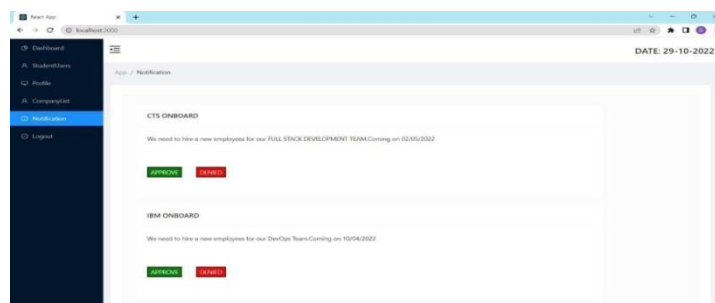 React App
localhost:3000
Dashboard
StudentUsers
Profile
CompanyList
Notification
Logout
DATE: 29-10-2022
App / Notification
CTS ONBOARD
We need to hire a new employees for our FULL STACK DEVELOPMENT TEAM.Coming on 02/05/2022
APPROVE DENIED
IBM ONBOARD
We need to hire a new employees for our DevOps Team.Coming on 10/04/2022
APPROVE DENIED